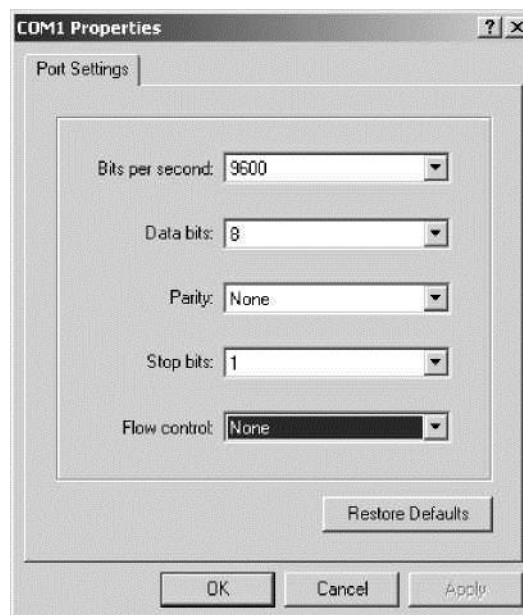 COM1 Properties
Port Settings
Bits per second: 9600
Data bits: 8
Parity: None
Stop bits: 1
Flow control: None
Restore Defaults
OK Cancel Apply